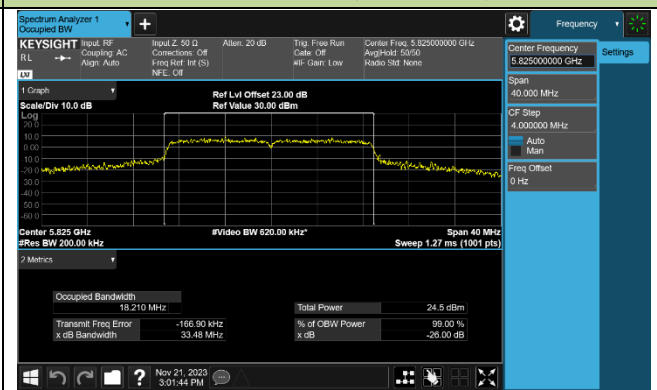 Spectrum Analyzer 1
Occupied BW
Frequency
KEYSIGHT
RL
LXI
Input: RF
Coupling: AC
Align: Auto
Input Z: 50 Ω
Corrections: Off
Freq Ref: Int (S)
NFE: Off
Atten: 20 dB
Trig: Free Run
Gate: Off
#IF Gain: Low
Center Freq: 5.825000000 GHz
Avg|Hold: 50/50
Radio Std: None
Center Frequency
5.825000000 GHz
Settings
Span
40.000 MHz
CF Step
4.000000 MHz
Auto
Man
Freq Offset
0 Hz
1 Graph
Scale/Div 10.0 dB
Ref Lvl Offset 23.00 dB
Ref Value 30.00 dBm
Log
20.0
10.0
0.00
-10.0
-20.0
-30.0
-40.0
-50.0
-60.0
Center 5.825 GHz
#Res BW 200.00 kHz
#Video BW 620.00 kHz*
Span 40 MHz
Sweep 1.27 ms (1001 pts)
2 Metrics
Occupied Bandwidth
18.210 MHz
Total Power
24.5 dBm
Transmit Freq Error
-166.90 kHz
% of OBW Power
99.00 %
x dB Bandwidth
33.48 MHz
x dB
-26.00 dB
?
Nov 21, 2023
3:01:44 PM